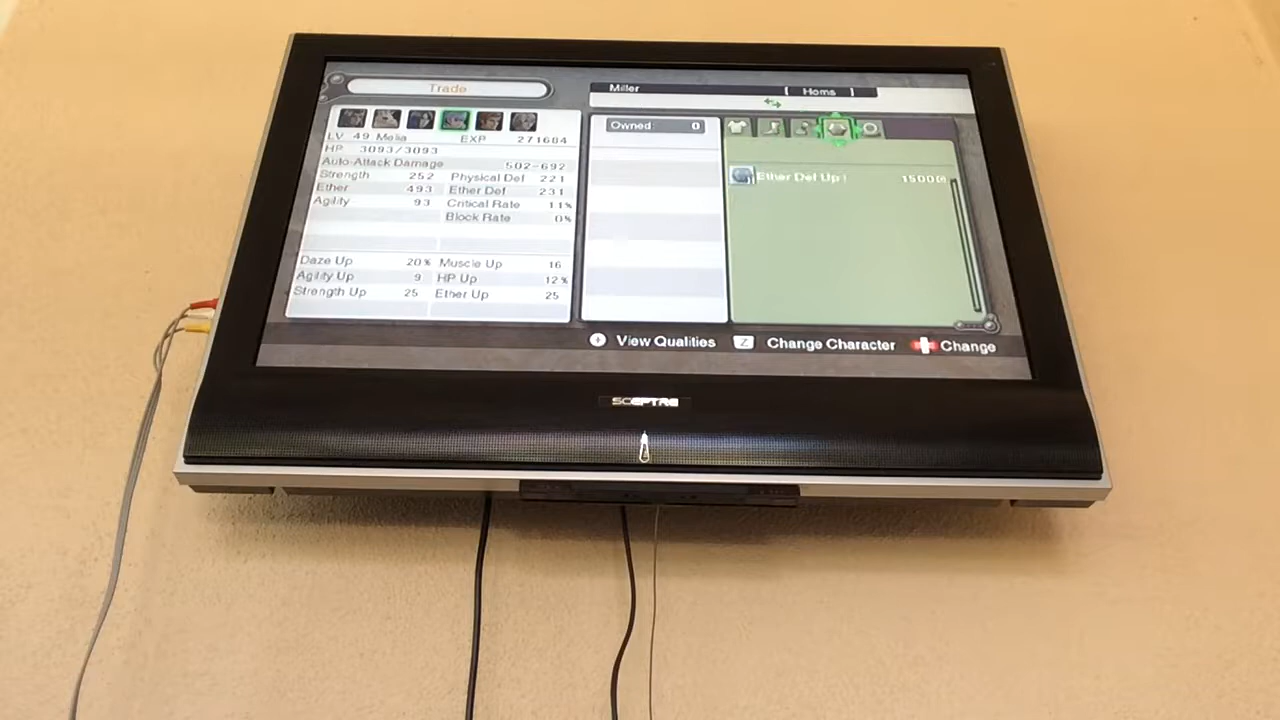 Trade
Miller [ Homs ]
LV 49 Melia EXP 271684
HP 3093/3093
Auto-Attack Damage 502-692
Strength 252 Physical Def 221
Ether 493 Ether Def 231
Agility 93 Critical Rate 11%
Block Rate 0%
Daze Up 20% Muscle Up 16
Agility Up 9 HP Up 12%
Strength Up 25 Ether Up 25
Owned: 0
Ether Def Up I 1500
View Qualities Z Change Character Change
SCEPTRE